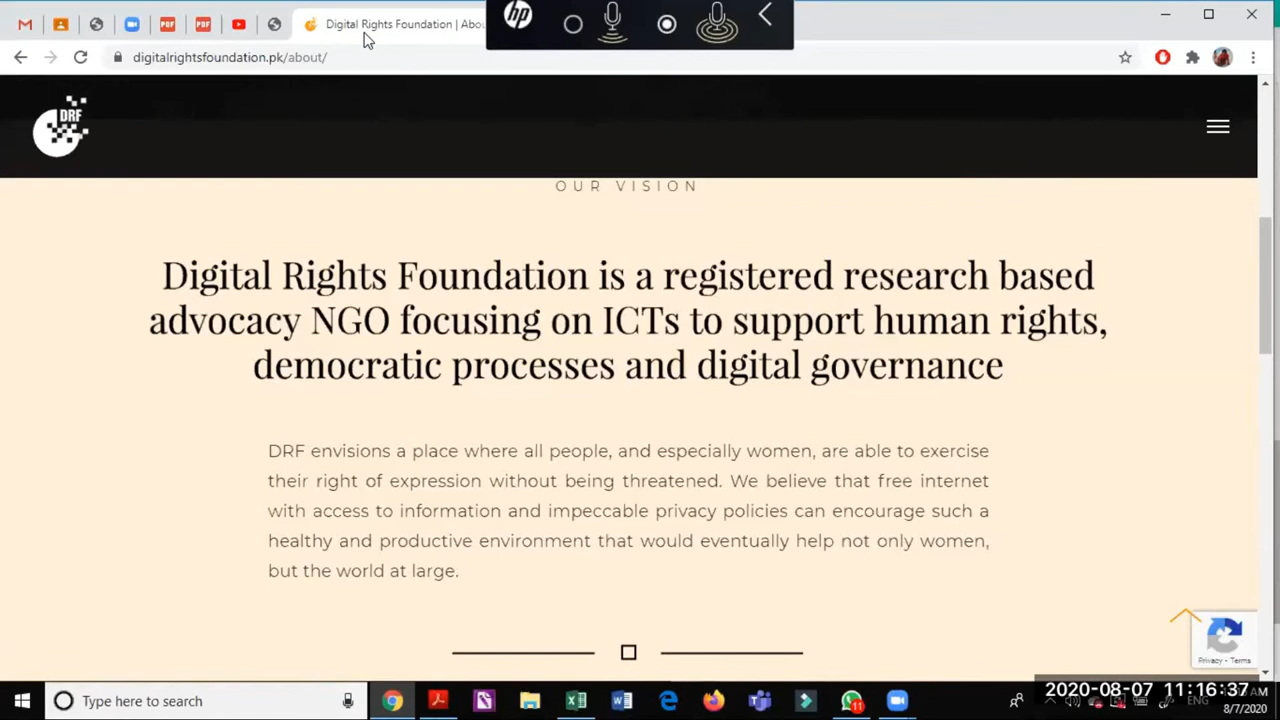 Digital Rights Foundation | Abou
hp
digitalrightsfoundation.pk/about/
DRF
OUR VISION
Digital Rights Foundation is a registered research based
advocacy NGO focusing on ICTs to support human rights,
democratic processes and digital governance
DRF envisions a place where all people, and especially women, are able to exercise
their right of expression without being threatened. We believe that free internet
with access to information and impeccable privacy policies can encourage such a
healthy and productive environment that would eventually help not only women,
but the world at large.
Privacy - Terms
Type here to search
11
2020-08-07 11:16:37
ENG
8/7/2020